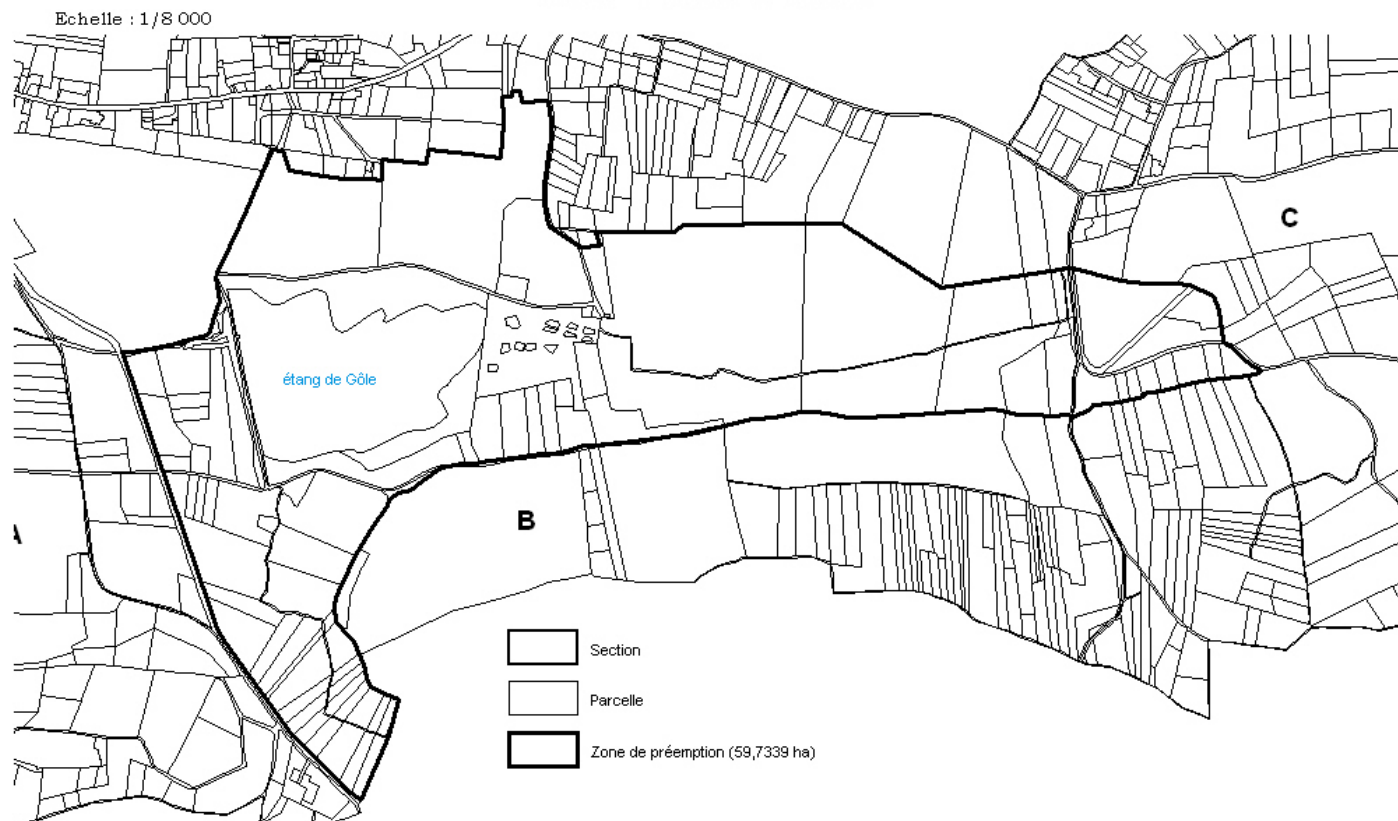 Echelle : 1/8 000
C
étang de Gôle
A
B
Section
Parcelle
Zone de préemption (59,7339 ha)